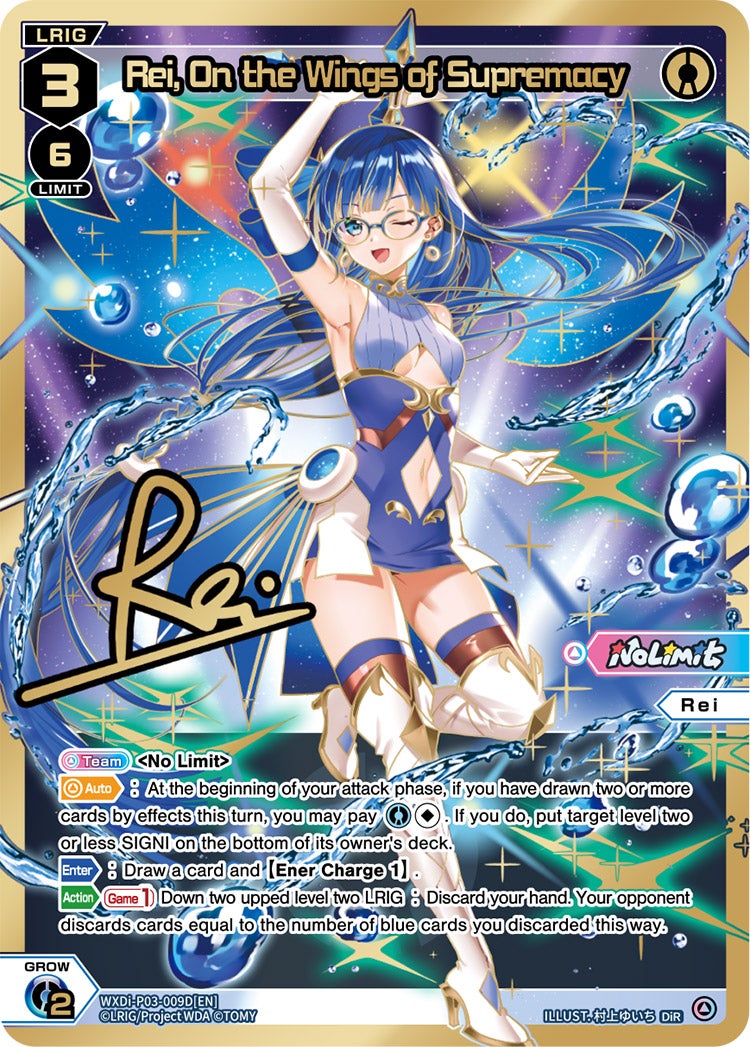 LRIG
3
Rei, On the Wings of Supremacy
6
LIMIT
Rei
No Limit
Rei
Team <No Limit>
Auto : At the beginning of your attack phase, if you have drawn two or more
cards by effects this turn, you may pay . If you do, put target level two
or less SIGNI on the bottom of its owner's deck.
Enter : Draw a card and 【Ener Charge 1】.
Action Game 1 Down two upped level two LRIG : Discard your hand. Your opponent
discards cards equal to the number of blue cards you discarded this way.
GROW
2
WXDi-P03-009D[EN]
©LRIG/Project WDA ©TOMY
ILLUST. 村上ゆいち DiR